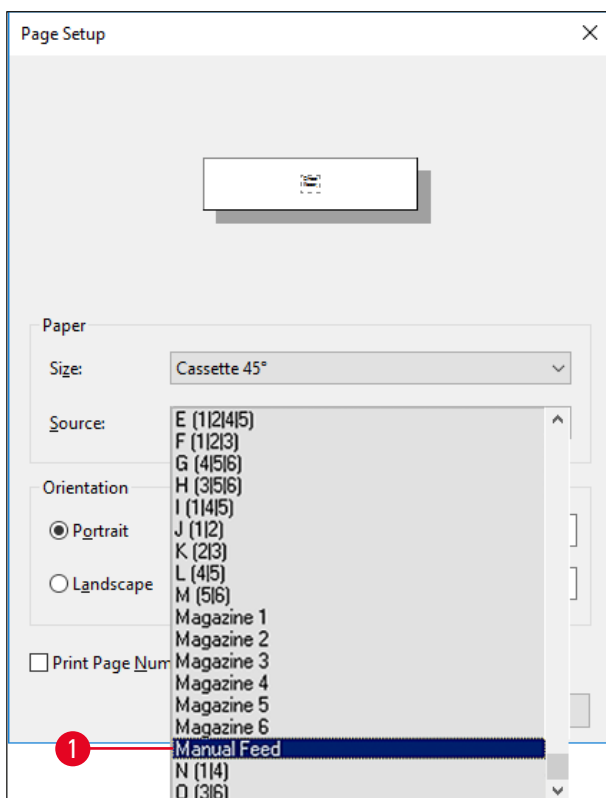 Page Setup
Paper
Size: Cassette 45°
Source:
E (1|2|4|5)
F (1|2|3)
G (4|5|6)
H (3|5|6)
I (1|4|5)
J (1|2)
K (2|3)
L (4|5)
M (5|6)
Magazine 1
Magazine 2
Magazine 3
Magazine 4
Magazine 5
Magazine 6
Manual Feed
N (1|4)
O (3|6)
Orientation
Portrait
Landscape
Print Page Num
1